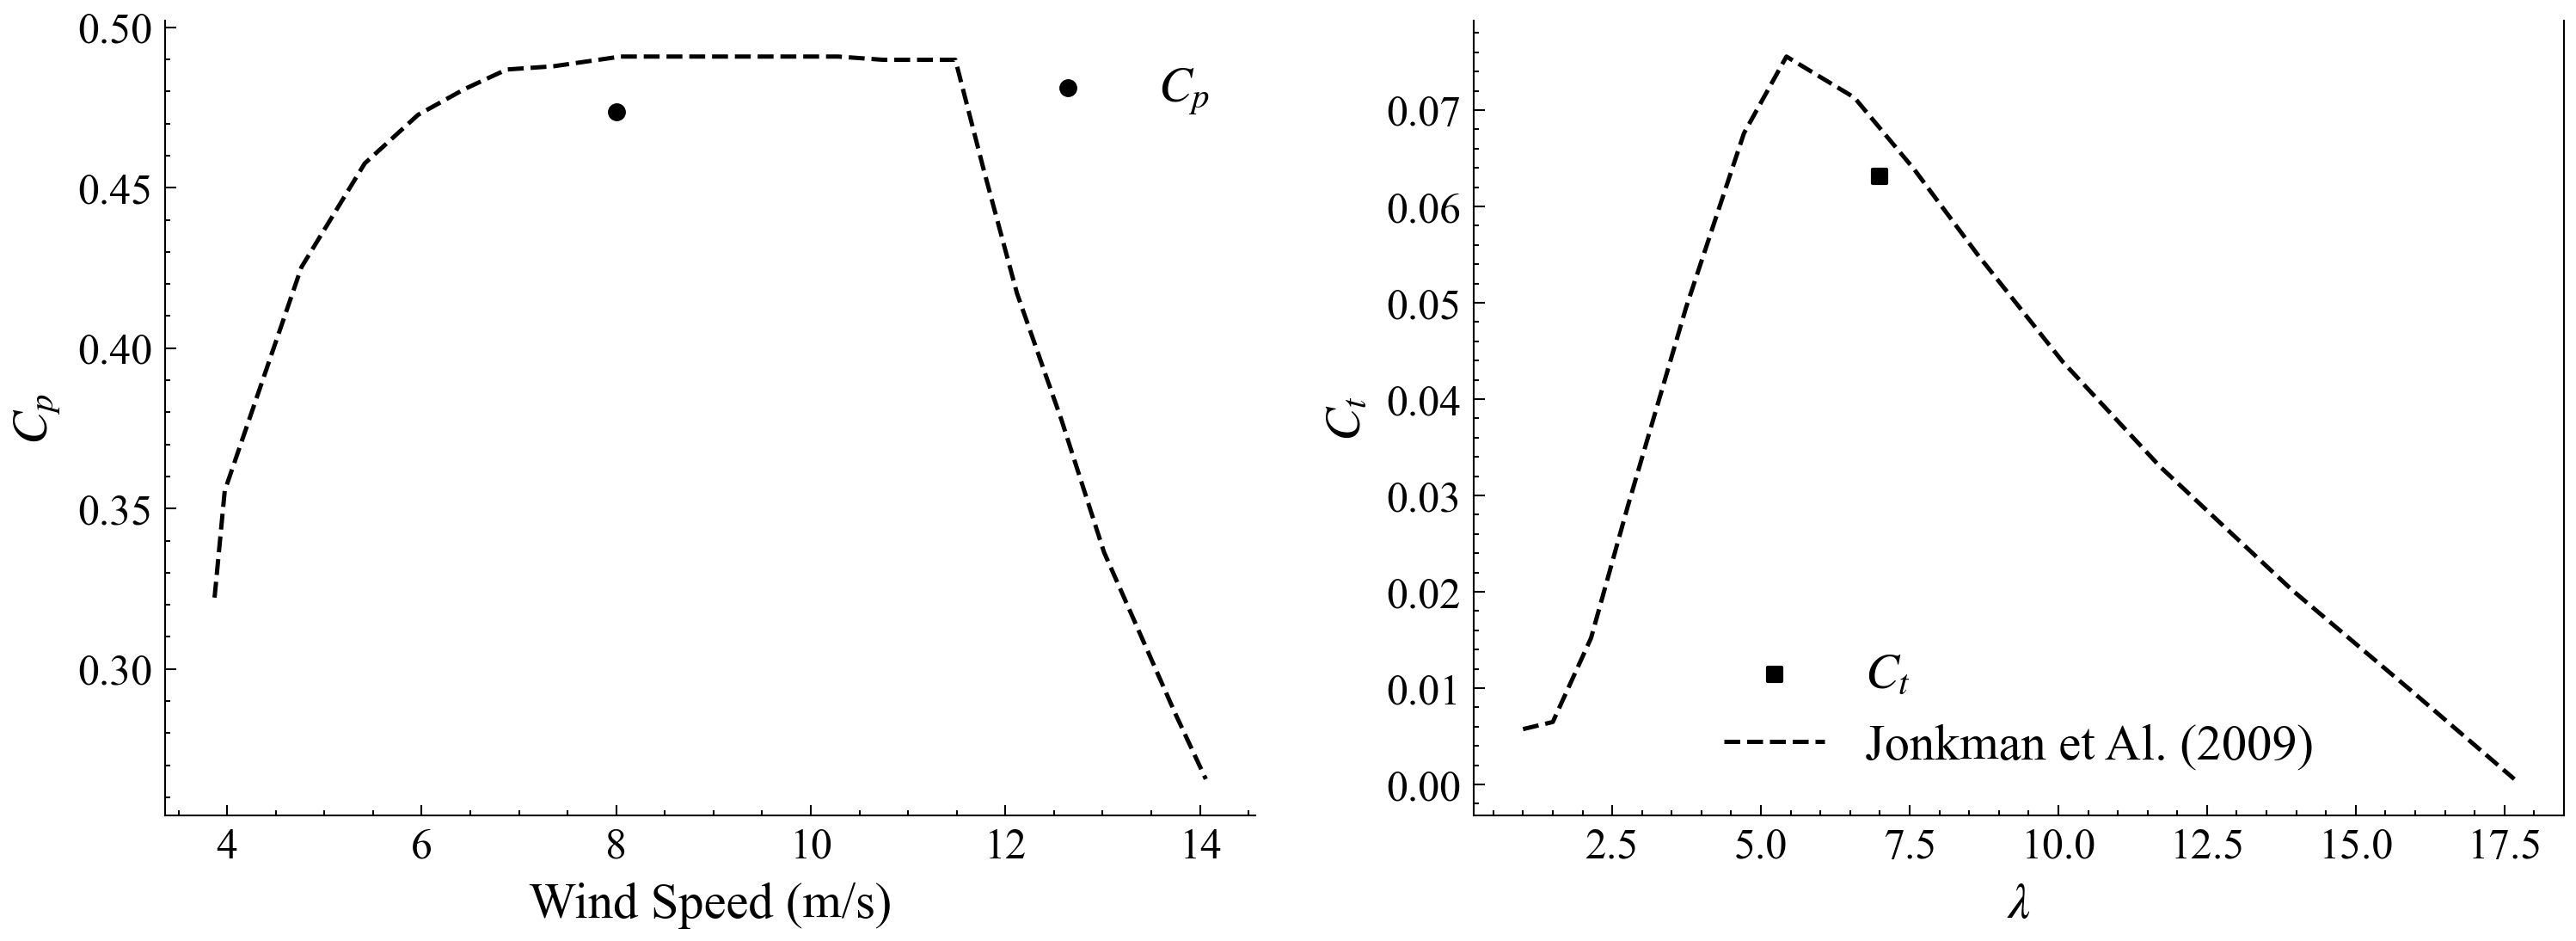 0.50
0.45
0.40
0.35
0.30
C_p
4 6 8 10 12 14
Wind Speed (m/s)
C_p
0.07
0.06
0.05
0.04
0.03
0.02
0.01
0.00
C_t
2.5 5.0 7.5 10.0 12.5 15.0 17.5
λ
C_t
Jonkman et Al. (2009)